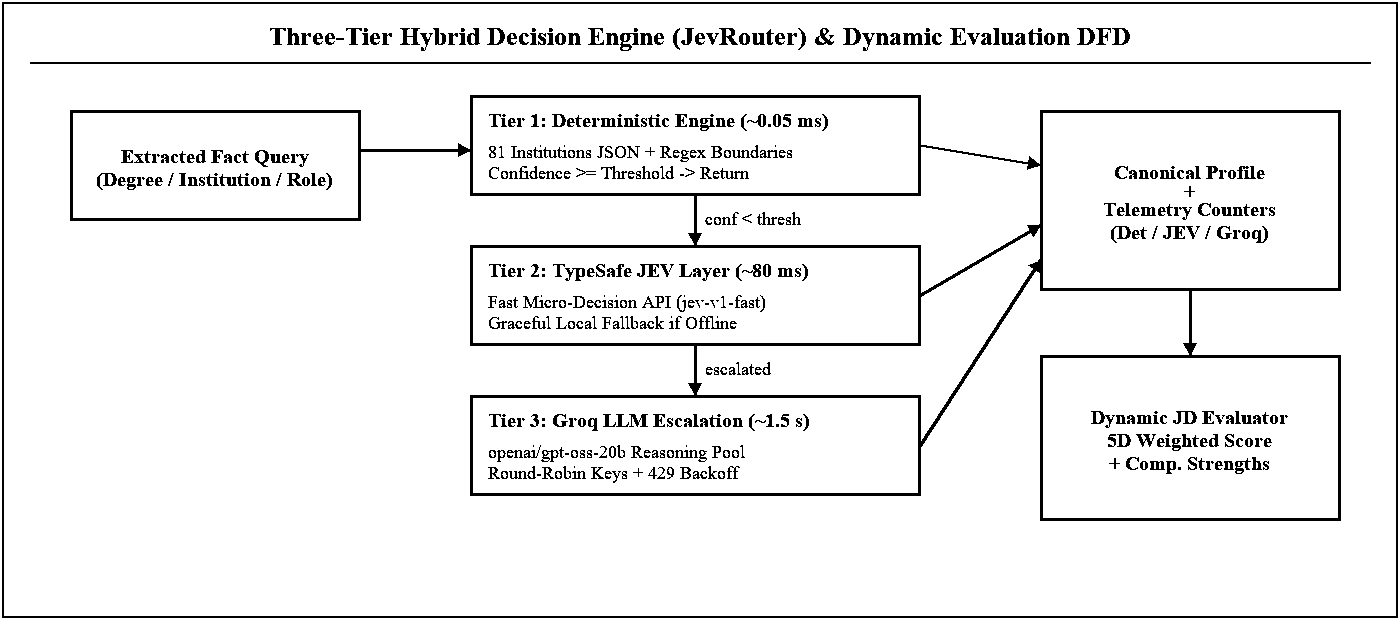 Three-Tier Hybrid Decision Engine (JevRouter) & Dynamic Evaluation DFD
Extracted Fact Query
(Degree / Institution / Role)
Tier 1: Deterministic Engine (~0.05 ms)
81 Institutions JSON + Regex Boundaries
Confidence >= Threshold -> Return
conf < thresh
Tier 2: TypeSafe JEV Layer (~80 ms)
Fast Micro-Decision API (jev-v1-fast)
Graceful Local Fallback if Offline
escalated
Tier 3: Groq LLM Escalation (~1.5 s)
openai/gpt-oss-20b Reasoning Pool
Round-Robin Keys + 429 Backoff
Canonical Profile
+
Telemetry Counters
(Det / JEV / Groq)
Dynamic JD Evaluator
5D Weighted Score
+ Comp. Strengths